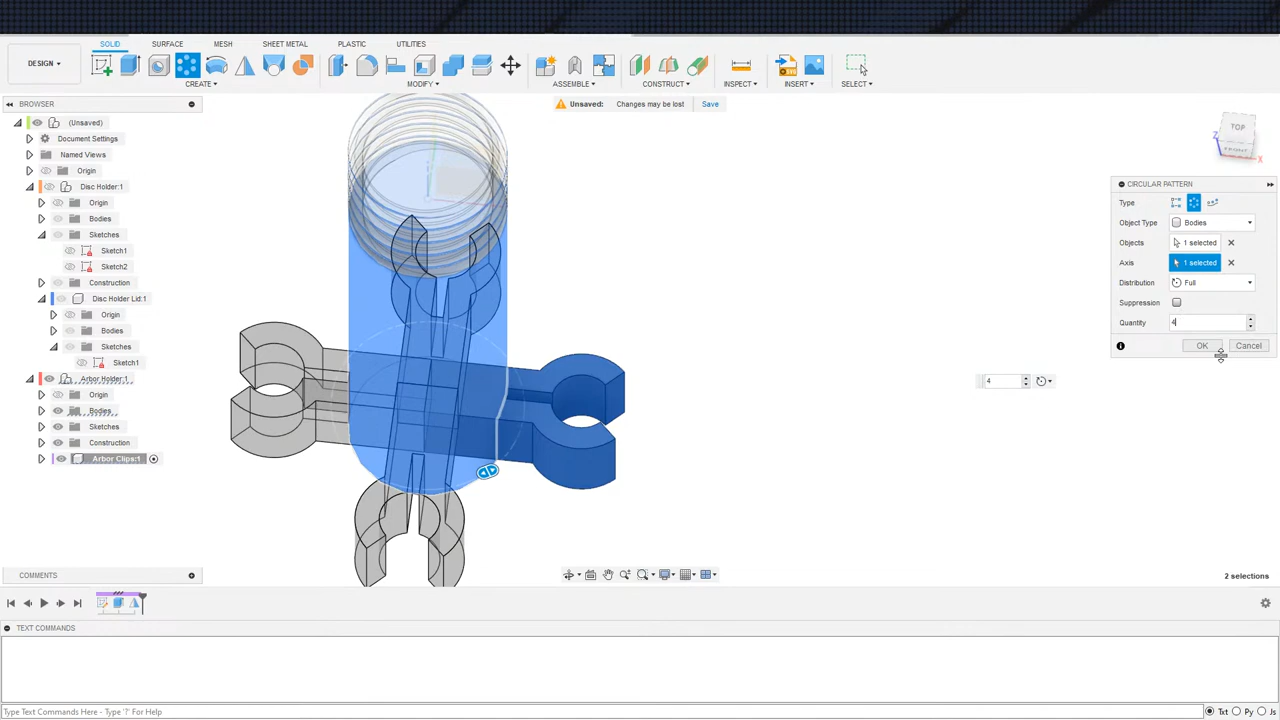 SOLID SURFACE MESH SHEET METAL PLASTIC UTILITIES
DESIGN
CREATE MODIFY ASSEMBLE CONSTRUCT INSPECT INSERT SELECT
BROWSER
Unsaved: Changes may be lost Save
(Unsaved)
Document Settings
Named Views
Origin
Disc Holder:1
Origin
Bodies
Sketches
Sketch1
Sketch2
Construction
Disc Holder Lid:1
Origin
Bodies
Sketches
Sketch1
Arbor Holder:1
Origin
Bodies
Sketches
Construction
Arbor Clips:1
TOP
FRONT
Z
X
CIRCULAR PATTERN
Type
Object Type Bodies
Objects 1 selected
Axis 1 selected
Distribution Full
Suppression
Quantity 4
OK Cancel
4
COMMENTS
2 selections
TEXT COMMANDS
Type Text Commands Here - Type '?' For Help
Txt Py Js